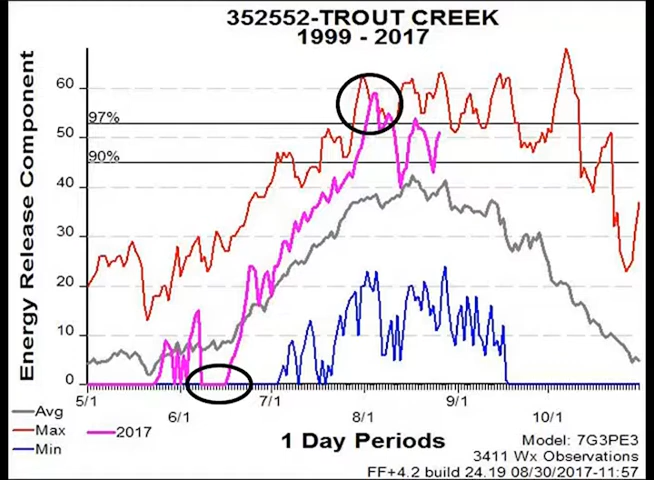 352552-TROUT CREEK
1999 - 2017
Energy Release Component
60
97%
50
90%
40
30
20
10
0
5/1
6/1
7/1
8/1
9/1
10/1
Avg
Max
2017
Min
1 Day Periods
Model: 7G3PE3
3411 Wx Observations
FF+4.2 build 24.19 08/30/2017-11:57